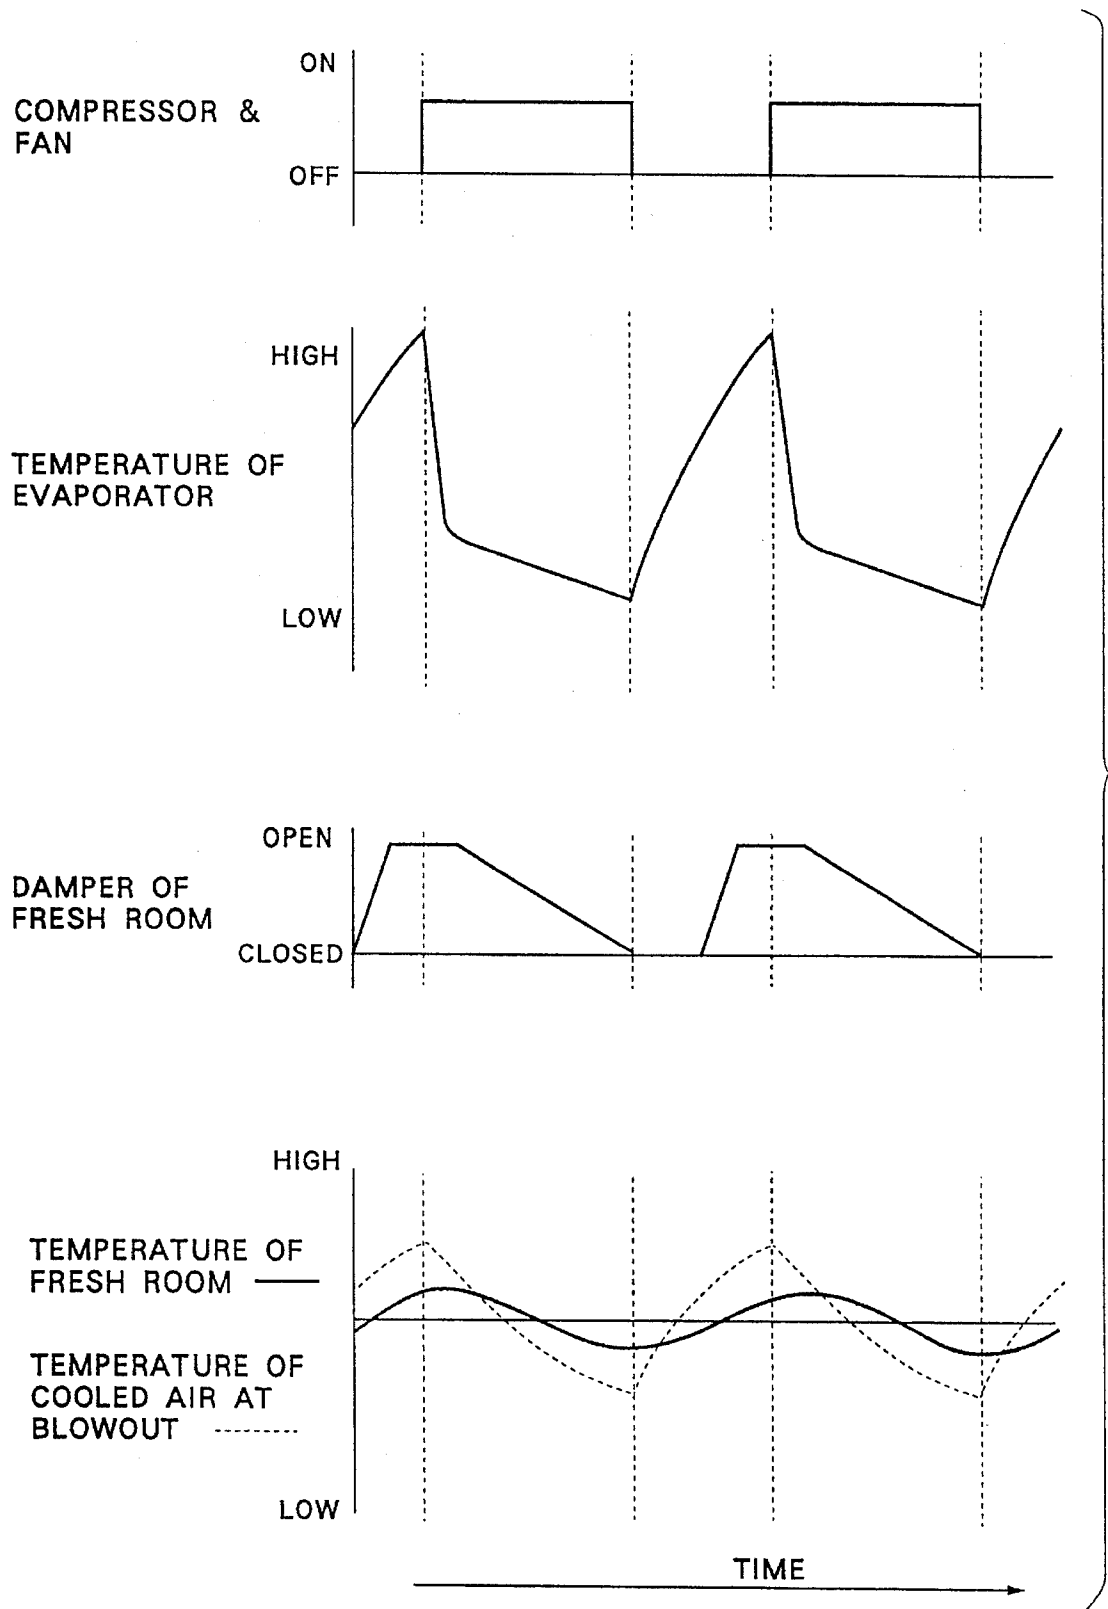 ON
COMPRESSOR &
FAN
OFF
HIGH
TEMPERATURE OF
EVAPORATOR
LOW
OPEN
DAMPER OF
FRESH ROOM
CLOSED
HIGH
TEMPERATURE OF
FRESH ROOM
TEMPERATURE OF
COOLED AIR AT
BLOWOUT
LOW
TIME